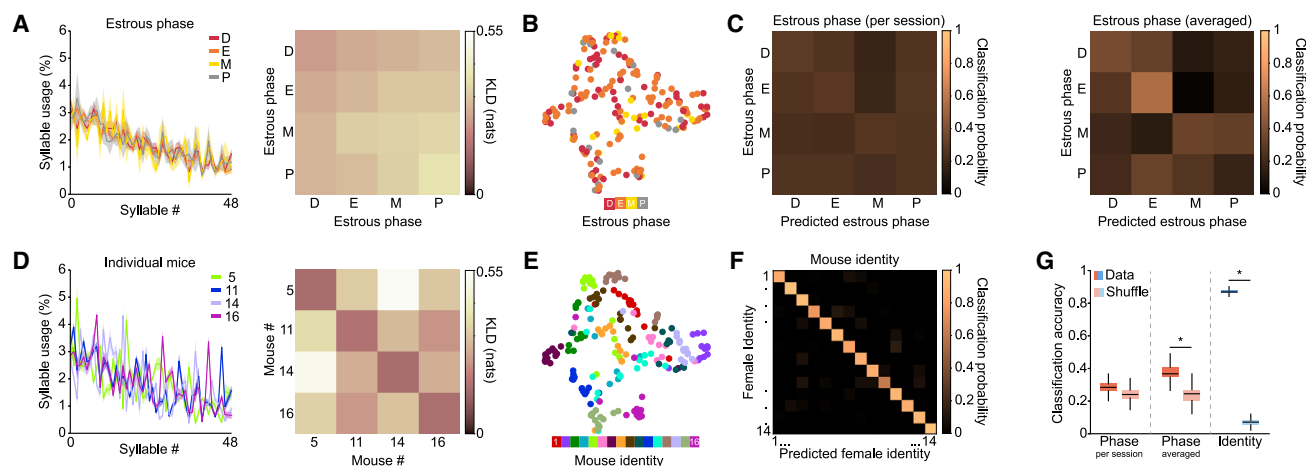 A
Syllable usage (%)
6
5
4
3
2
1
0
0
Syllable #
48
Estrous phase
D
E
M
P
Estrous phase
D
E
M
P
D
E
M
P
Estrous phase
0.55
KLD (nats)
0
B
D E M P
Estrous phase
C
Estrous phase (per session)
Estrous phase
D
E
M
P
D
E
M
P
Predicted estrous phase
1
0.8
0.6
0.4
0.2
0
Classification probability
Estrous phase (averaged)
Estrous phase
D
E
M
P
D
E
M
P
Predicted estrous phase
1
0.8
0.6
0.4
0.2
0
Classification probability
D
Individual mice
Syllable usage (%)
6
5
4
3
2
1
0
0
Syllable #
48
5
11
14
16
Mouse #
5
11
14
16
5
11
14
16
Mouse #
0.55
KLD (nats)
0
E
1
16
Mouse identity
F
Mouse identity
Female Identity
1
14
1...
...14
Predicted female identity
1
0.8
0.6
0.4
0.2
0
Classification probability
G
Classification accuracy
1
0.8
0.6
0.4
0.2
0
Data
Shuffle
*
*
Phase
per session
Phase
averaged
Identity